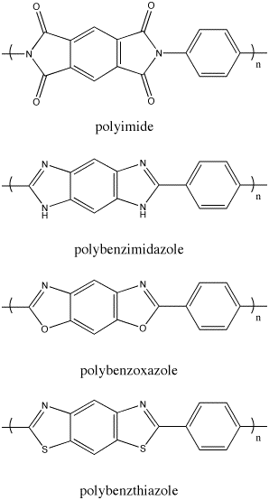 O O
N N
n
O O
polyimide
N N
N N n
H H
polybenzimidazole
N N
O O n
polybenzoxazole
N N
S S n
polybenzthiazole